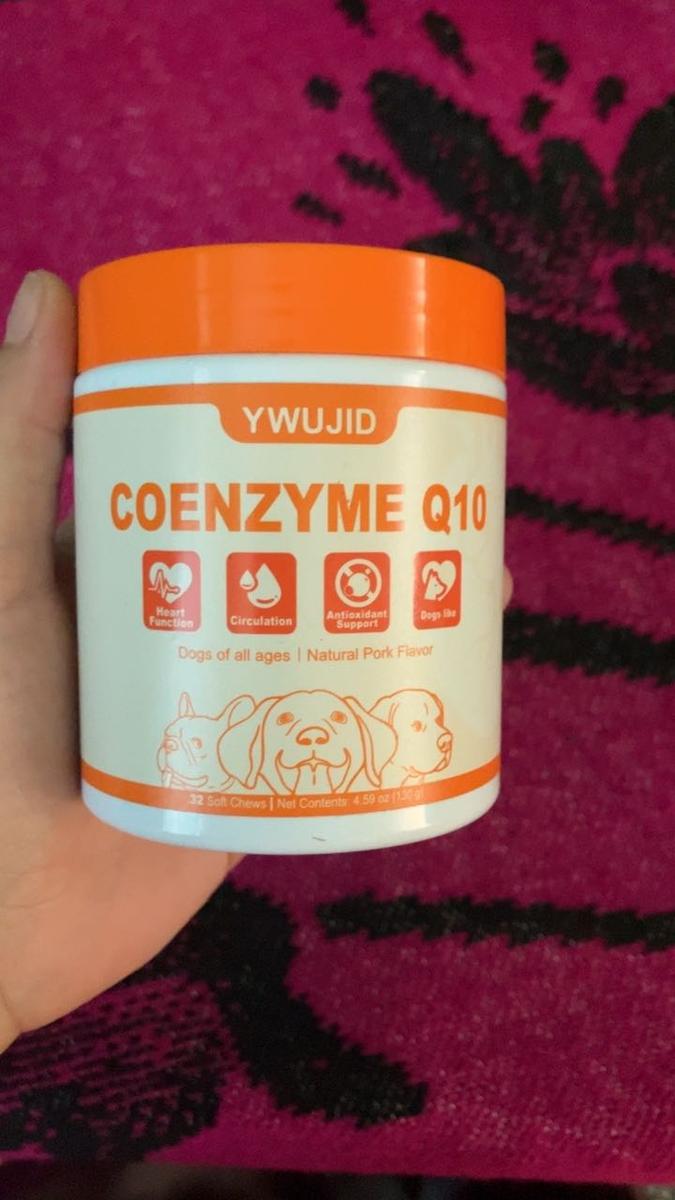 YWUJID
COENZYME Q10
Heart
Function
Circulation
Antioxidant
Support
Dogs like
Dogs of all ages | Natural Pork Flavor
32 Soft Chews | Net Contents: 4.59 oz (130 g)